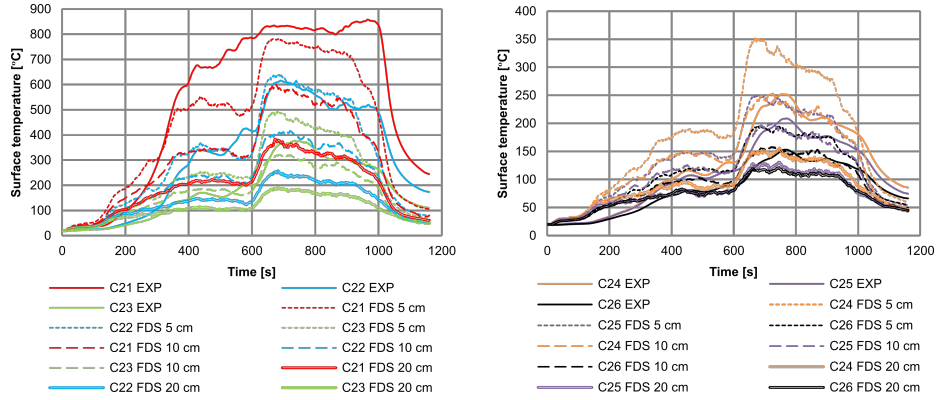 900
800
700
600
500
400
300
200
100
0
Surface temperature [°C]
0 200 400 600 800 1000 1200
Time [s]
C21 EXP C22 EXP
C23 EXP C21 FDS 5 cm
C22 FDS 5 cm C23 FDS 5 cm
C21 FDS 10 cm C22 FDS 10 cm
C23 FDS 10 cm C21 FDS 20 cm
C22 FDS 20 cm C23 FDS 20 cm
400
350
300
250
200
150
100
50
0
Surface temperature [°C]
0 200 400 600 800 1000 1200
Time [s]
C24 EXP C25 EXP
C26 EXP C24 FDS 5 cm
C25 FDS 5 cm C26 FDS 5 cm
C24 FDS 10 cm C25 FDS 10 cm
C26 FDS 10 cm C24 FDS 20 cm
C25 FDS 20 cm C26 FDS 20 cm